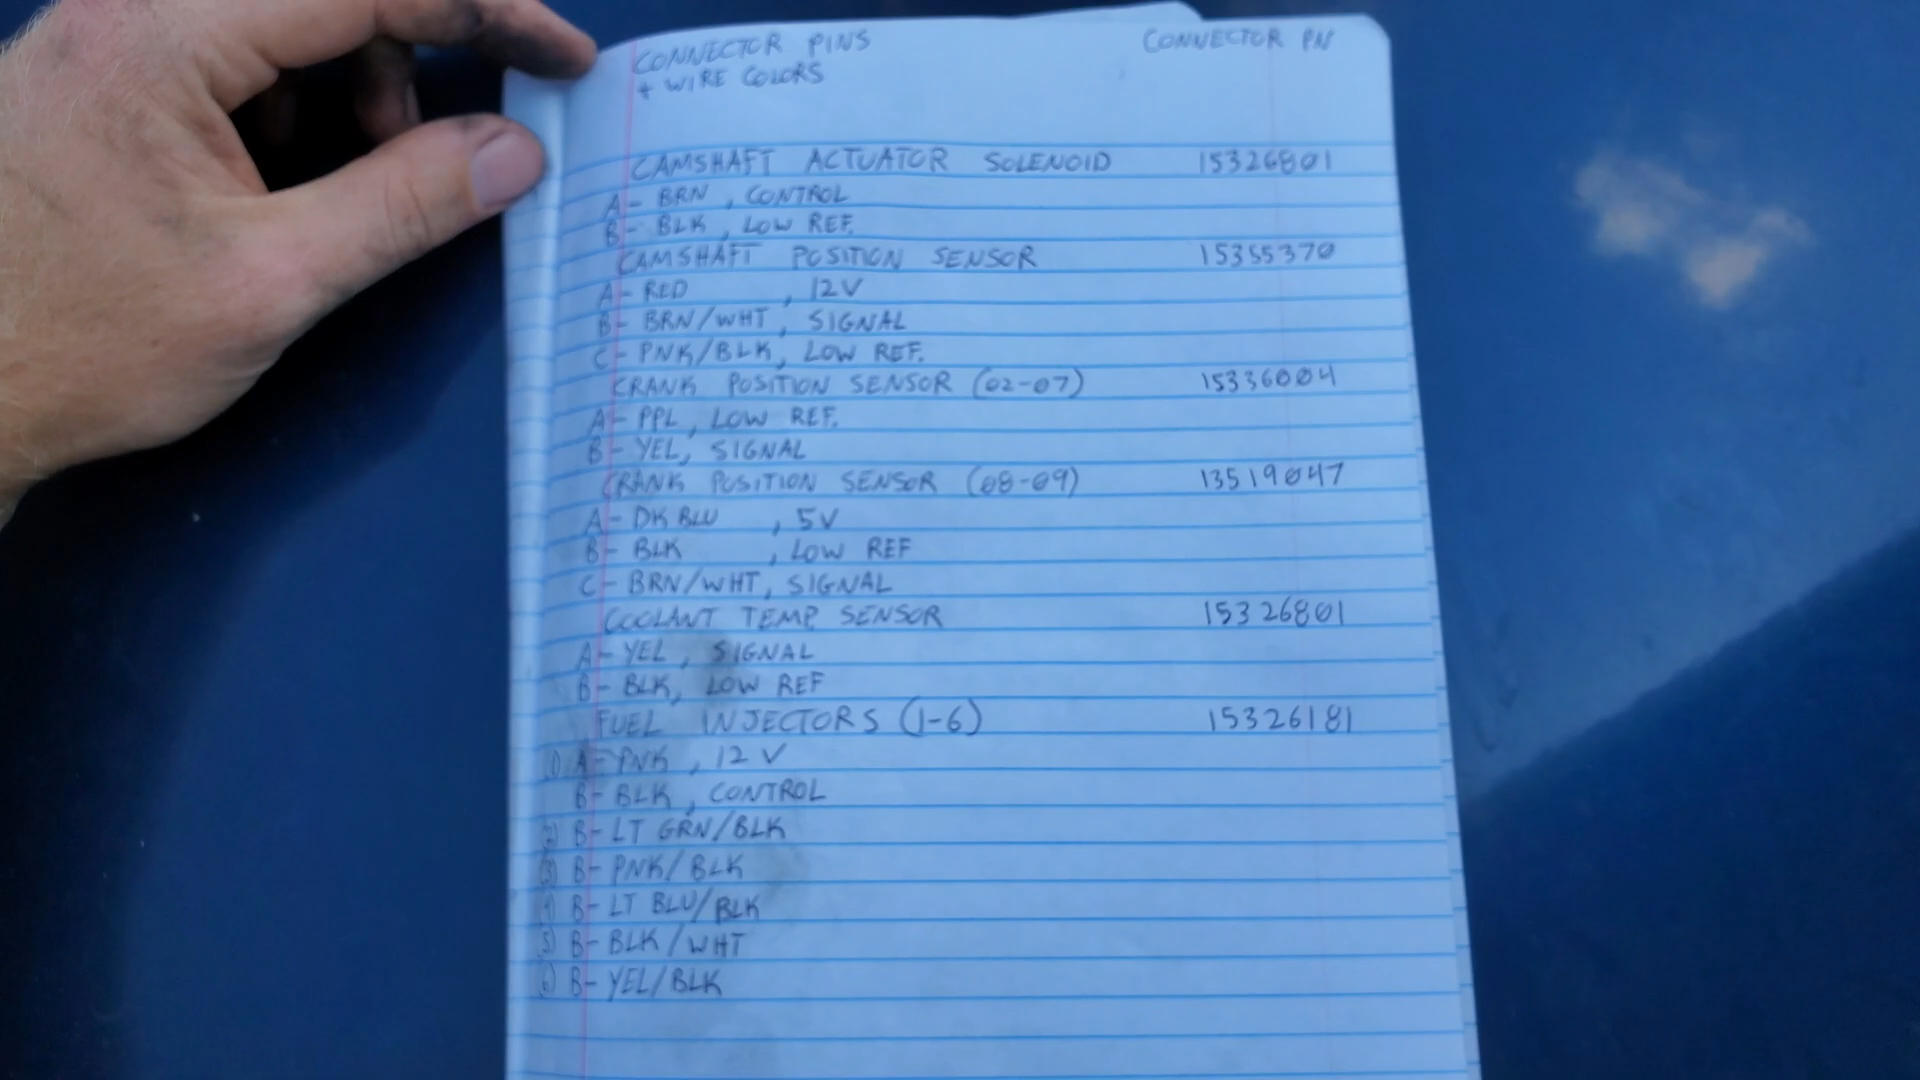 CONNECTOR PINS CONNECTOR PN
+ WIRE COLORS
CAMSHAFT ACTUATOR SOLENOID 15326801
A - BRN , CONTROL
B - BLK , LOW REF.
CAMSHAFT POSITION SENSOR 15355370
A - RED , 12V
B - BRN/WHT, SIGNAL
C - PNK/BLK, LOW REF.
CRANK POSITION SENSOR (02-07) 15336004
A - PPL, LOW REF.
B - YEL, SIGNAL
CRANK POSITION SENSOR (08-09) 13519047
A - DK BLU , 5V
B - BLK , LOW REF
C - BRN/WHT, SIGNAL
COOLANT TEMP SENSOR 15326801
A - YEL , SIGNAL
B - BLK, LOW REF
FUEL INJECTORS (1-6) 15326181
(1) A - PNK , 12 V
B - BLK , CONTROL
(2) B - LT GRN/BLK
(3) B - PNK/BLK
(4) B - LT BLU/BLK
(5) B - BLK/WHT
(6) B - YEL/BLK